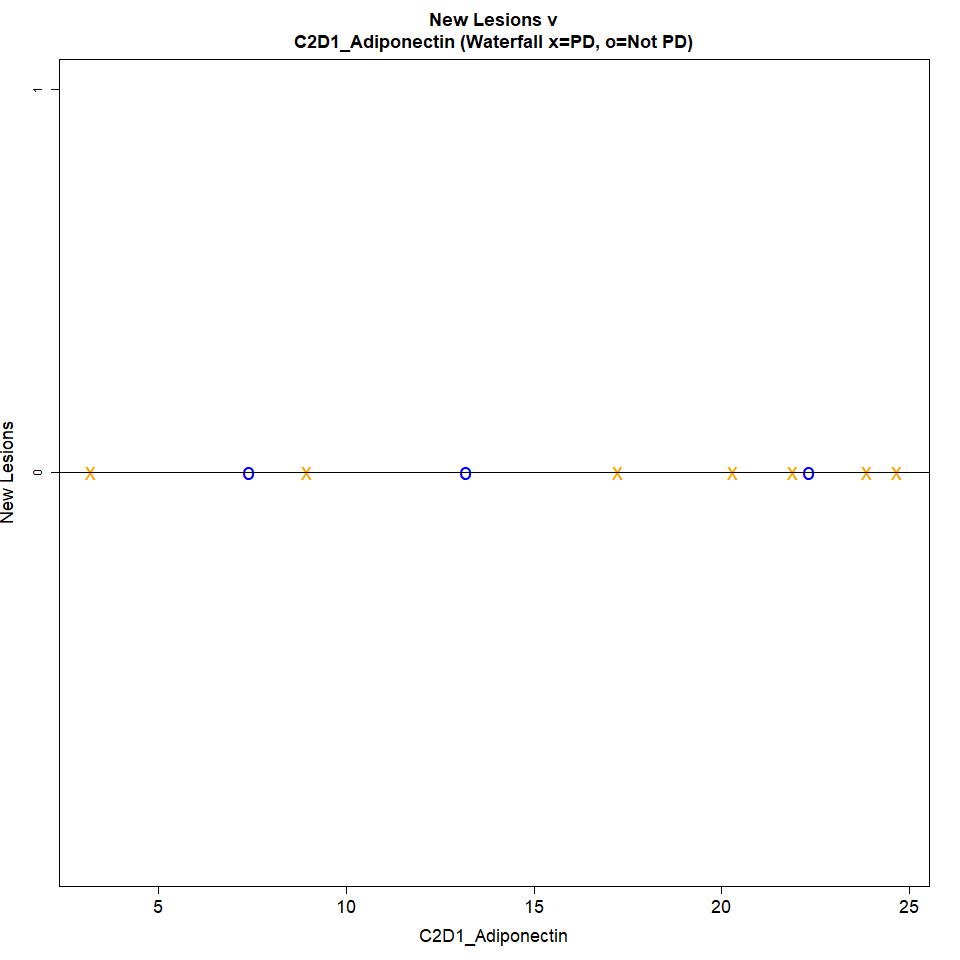 New Lesions v
C2D1_Adiponectin (Waterfall x=PD, o=Not PD)
1
0
New Lesions
x o x o x x x o x x
5 10 15 20 25
C2D1_Adiponectin